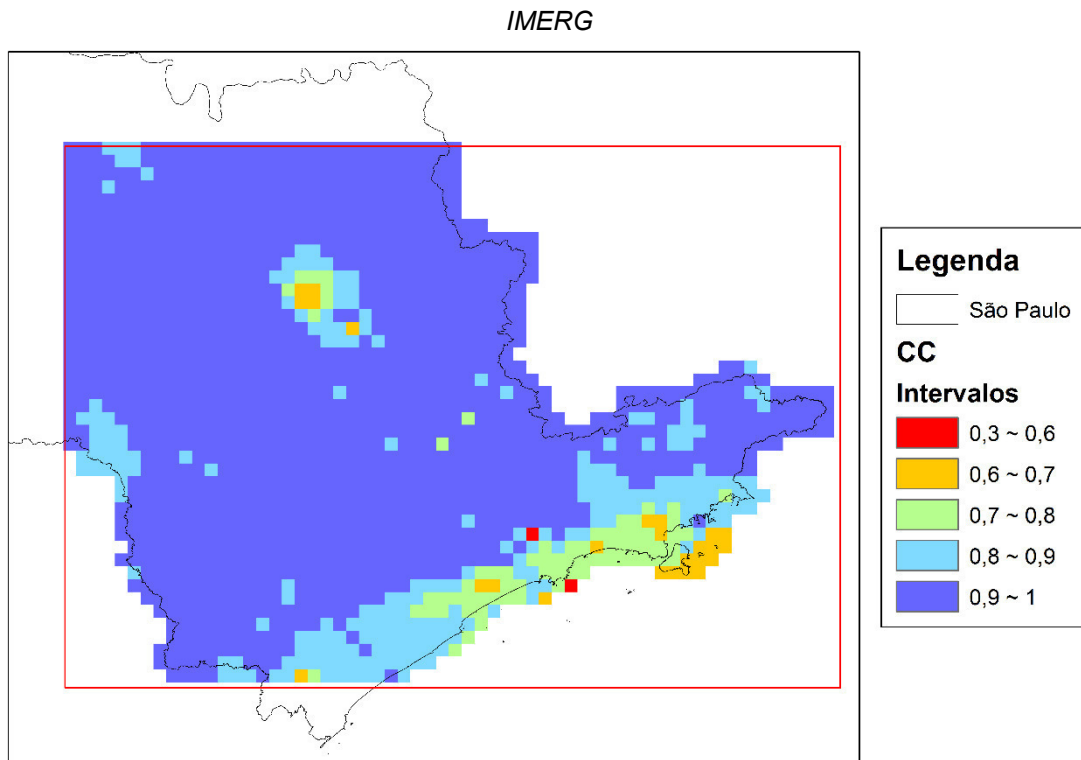 IMERG
Legenda
São Paulo
CC
Intervalos
0,3 ~ 0,6
0,6 ~ 0,7
0,7 ~ 0,8
0,8 ~ 0,9
0,9 ~ 1